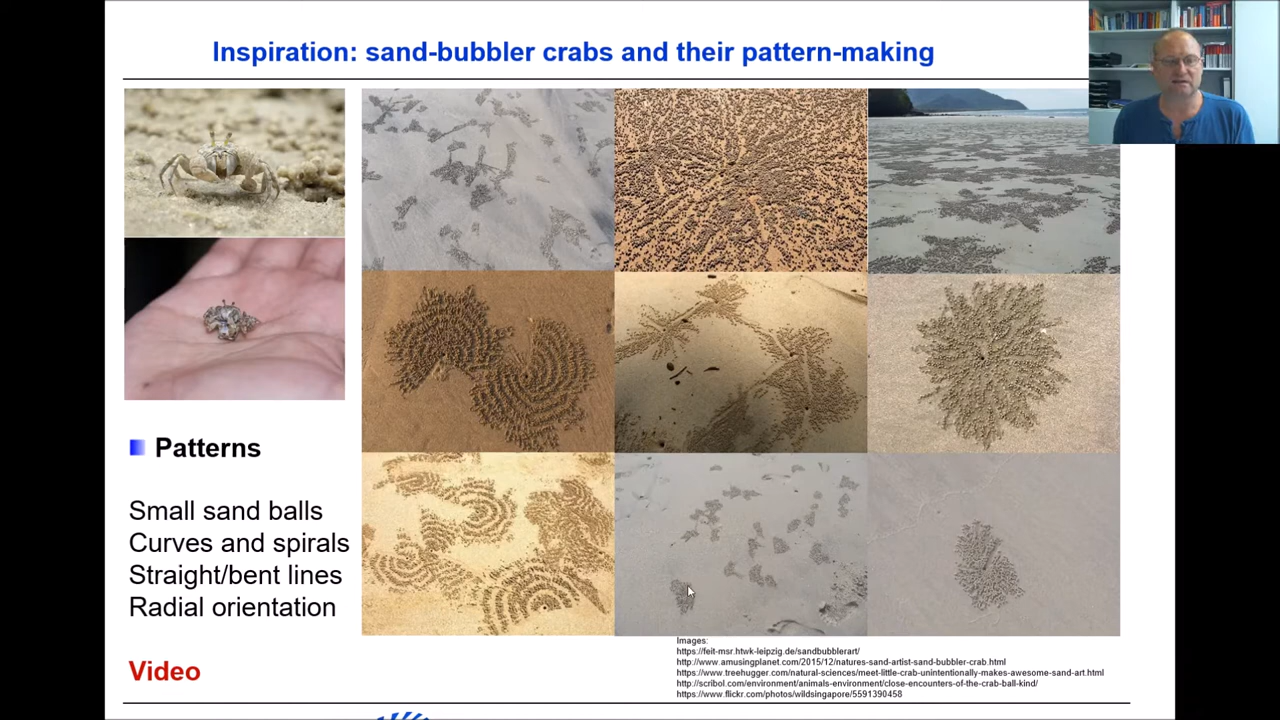 Inspiration: sand-bubbler crabs and their pattern-making
Patterns
Small sand balls
Curves and spirals
Straight/bent lines
Radial orientation
Video
Images:
https://feit-msr.htwk-leipzig.de/sandbubblerart/
http://www.amusingplanet.com/2015/12/natures-sand-artist-sand-bubbler-crab.html
https://www.treehugger.com/natural-sciences/meet-little-crab-unintentionally-makes-awesome-sand-art.html
http://scribol.com/environment/animals-environment/close-encounters-of-the-crab-ball-kind/
https://www.flickr.com/photos/wildsingapore/5591390458